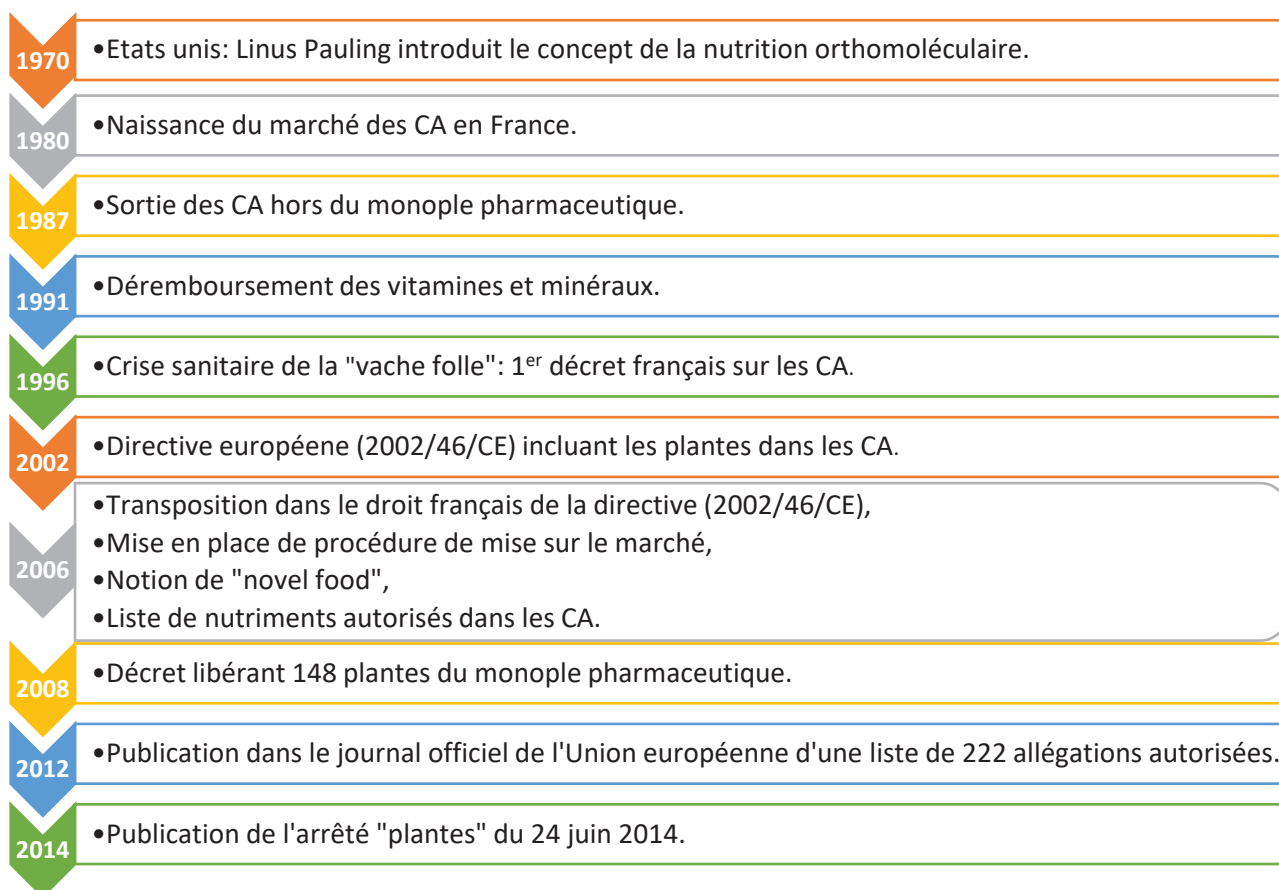 1970
•Etats unis: Linus Pauling introduit le concept de la nutrition orthomoléculaire.
1980
•Naissance du marché des CA en France.
1987
•Sortie des CA hors du monople pharmaceutique.
1991
•Déremboursement des vitamines et minéraux.
1996
•Crise sanitaire de la "vache folle": 1er décret français sur les CA.
2002
•Directive européene (2002/46/CE) incluant les plantes dans les CA.
2006
•Transposition dans le droit français de la directive (2002/46/CE),
•Mise en place de procédure de mise sur le marché,
•Notion de "novel food",
•Liste de nutriments autorisés dans les CA.
2008
•Décret libérant 148 plantes du monople pharmaceutique.
2012
•Publication dans le journal officiel de l'Union européenne d'une liste de 222 allégations autorisées.
2014
•Publication de l'arrêté "plantes" du 24 juin 2014.